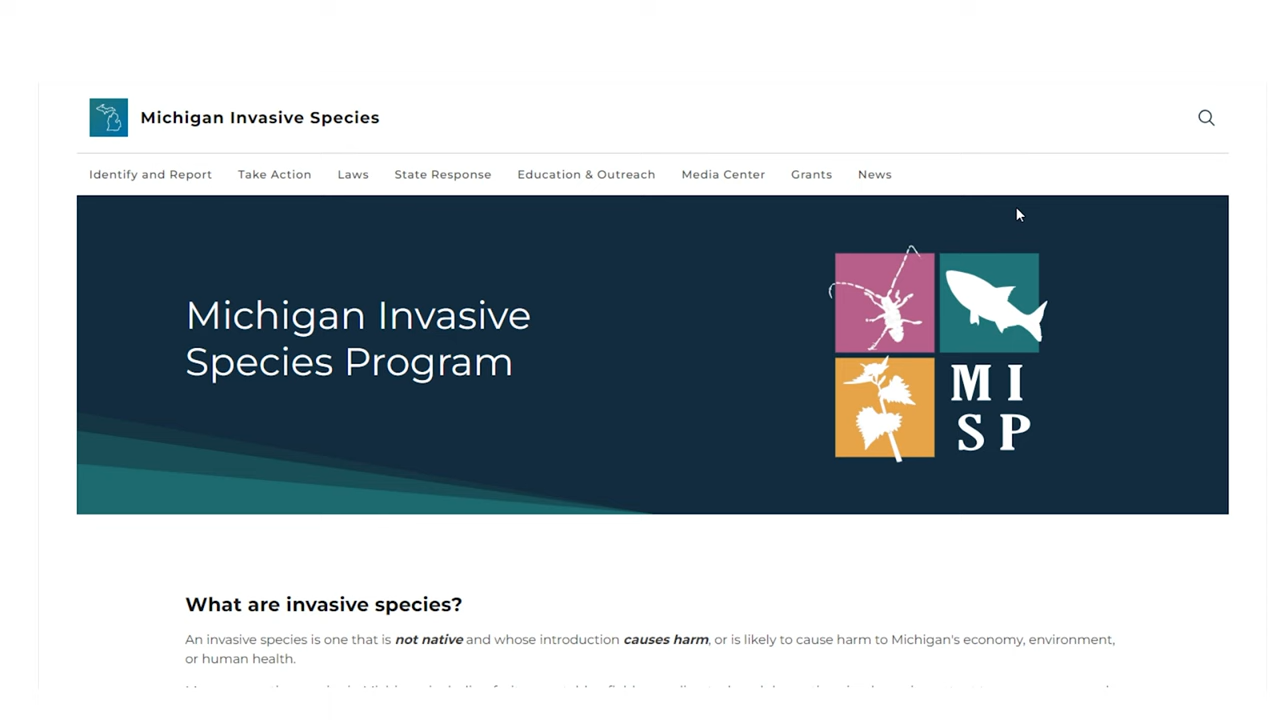 Michigan Invasive Species
Identify and Report Take Action Laws State Response Education & Outreach Media Center Grants News
Michigan Invasive
Species Program
M I
S P
What are invasive species?
An invasive species is one that is not native and whose introduction causes harm, or is likely to cause harm to Michigan's economy, environment,
or human health.